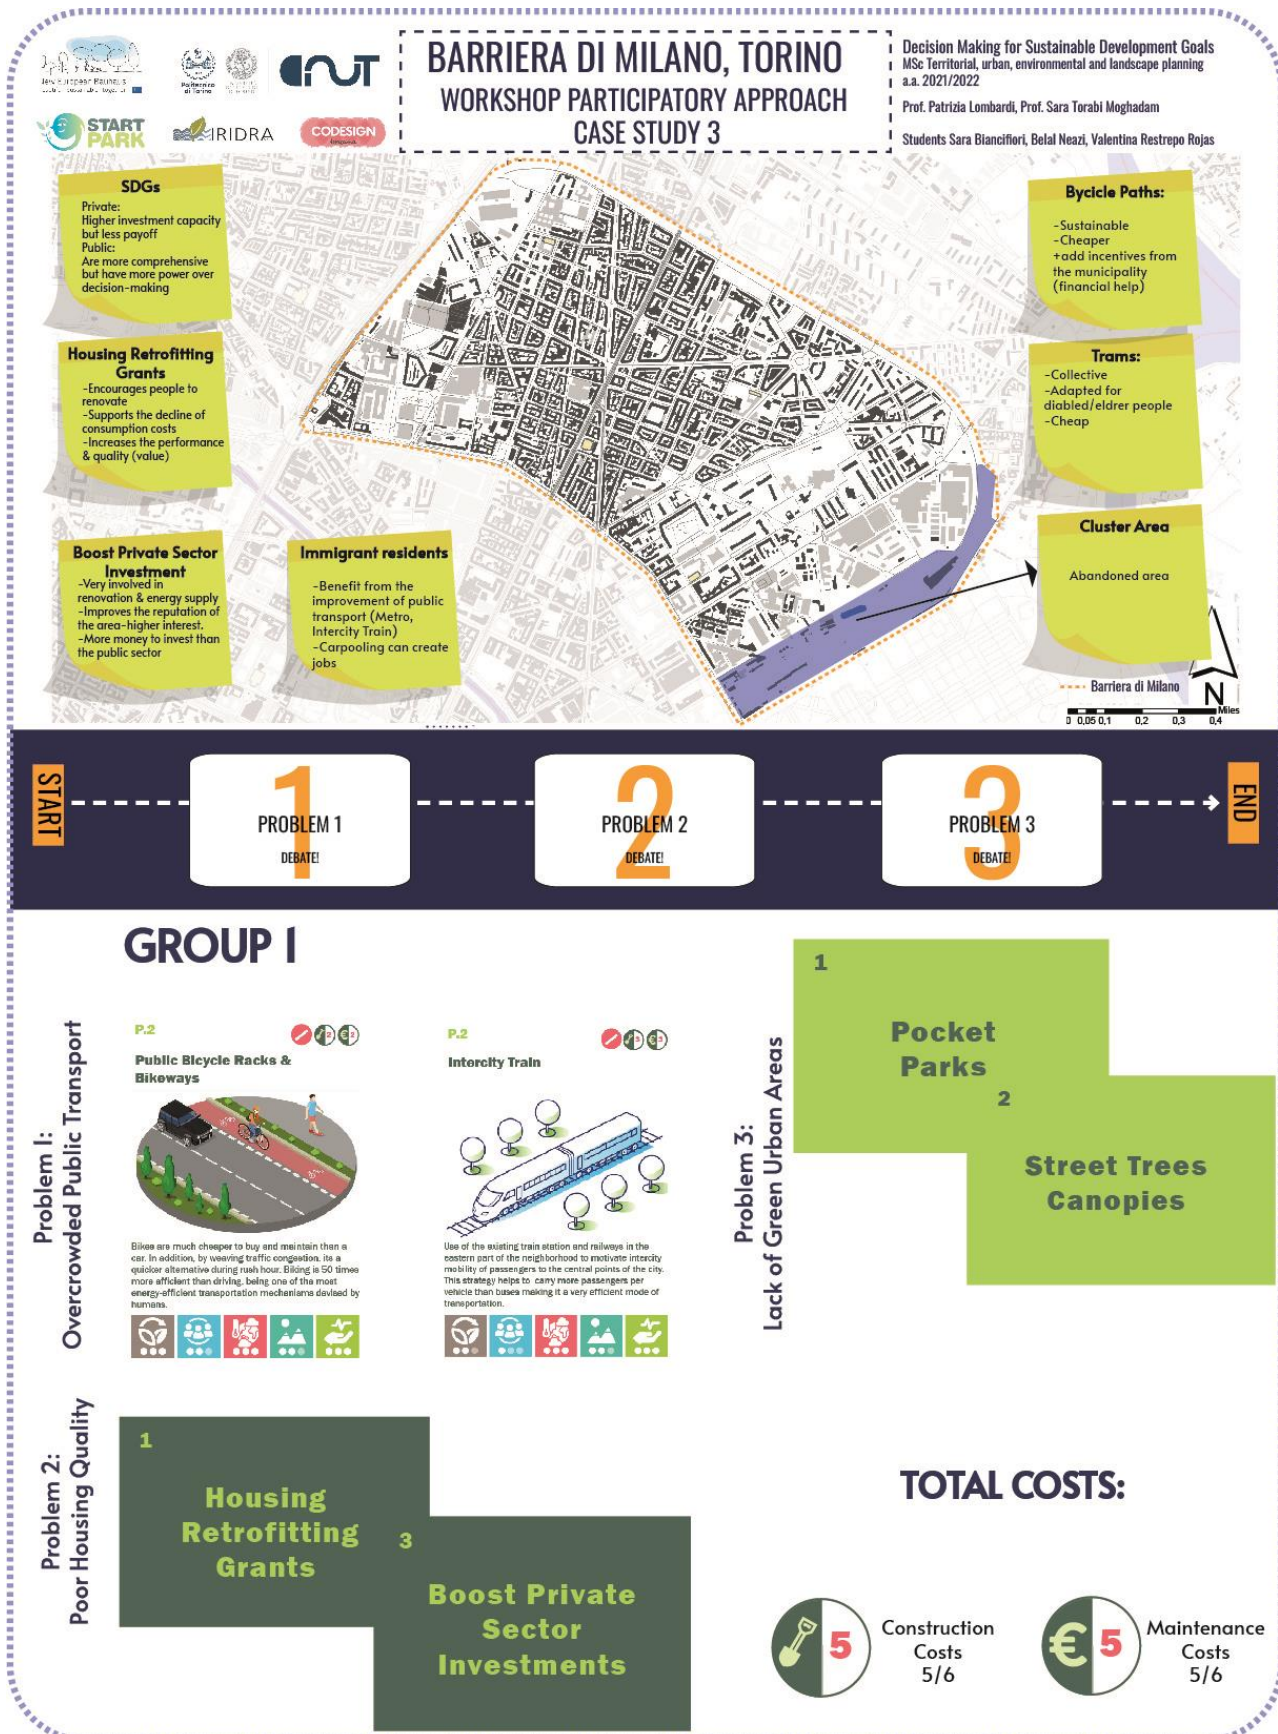 New European Bauhaus
Politecnico
di Torino
START
PARK
IRIDRA
CODESIGN
toscana
BARRIERA DI MILANO, TORINO
WORKSHOP PARTICIPATORY APPROACH
CASE STUDY 3
Decision Making for Sustainable Development Goals
MSc Territorial, urban, environmental and landscape planning
a.a. 2021/2022
Prof. Patrizia Lombardi, Prof. Sara Torabi Moghadam
Students Sara Biancifiori, Belal Neazi, Valentina Restrepo Rojas
SDGs
Private:
Higher investment capacity
but less payoff
Public:
Are more comprehensive
but have more power over
decision-making
Housing Retrofitting
Grants
-Encourages people to
renovate
-Supports the decline of
consumption costs
-Increases the performance
& quality (value)
Boost Private Sector
Investment
-Very involved in
renovation & energy supply
-Improves the reputation of
the area-higher interest.
-More money to invest than
the public sector
Immigrant residents
-Benefit from the
improvement of public
transport (Metro,
Intercity Train)
-Carpooling can create
jobs
Bycicle Paths:
-Sustainable
-Cheaper
+add incentives from
the municipality
(financial help)
Trams:
-Collective
-Adapted for
diabled/eldrer people
-Cheap
Cluster Area
Abandoned area
Barriera di Milano
N
Miles
0 0,05 0,1 0,2 0,3 0,4
START
1
PROBLEM 1
DEBATE!
2
PROBLEM 2
DEBATE!
3
PROBLEM 3
DEBATE!
END
GROUP 1
Problem 1:
Overcrowded Public Transport
P.2
2 2
Public Bicycle Racks &
Bikeways
Bikes are much cheaper to buy and maintain than a
car. In addition, by weaving traffic congestion, its a
quicker alternative during rush hour. Biking is 50 times
more efficient than driving, being one of the most
energy-efficient transportation mechanisms devised by
humans.
P.2
3 3
Intercity Train
Use of the existing train station and railways in the
eastern part of the neighborhood to motivate intercity
mobility of passengers to the central points of the city.
This strategy helps to carry more passengers per
vehicle than buses making it a very efficient mode of
transportation.
Problem 3:
Lack of Green Urban Areas
1
Pocket
Parks
2
Street Trees
Canopies
Problem 2:
Poor Housing Quality
1
Housing
Retrofitting
Grants
3
Boost Private
Sector
Investments
TOTAL COSTS:
5
Construction
Costs
5/6
€ 5
Maintenance
Costs
5/6